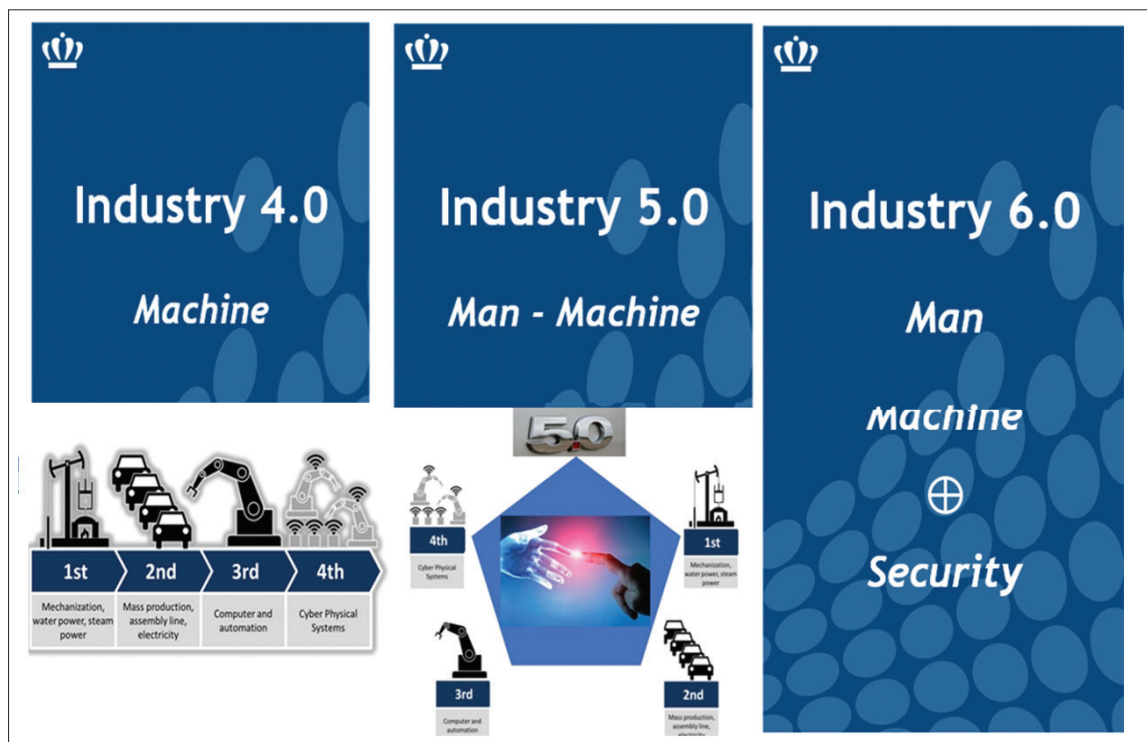 Industry 4.0
Machine
Industry 5.0
Man - Machine
Industry 6.0
Man
Machine
Security
1st
2nd
3rd
4th
Mechanization,
water power, steam
power
Mass production,
assembly line,
electricity
Computer and
automation
Cyber Physical
Systems
5.0
4th
Cyber Physical
Systems
1st
Mechanization,
water power, steam
power
3rd
Computer and
automation
2nd
Mass production,
assembly line,
electricity